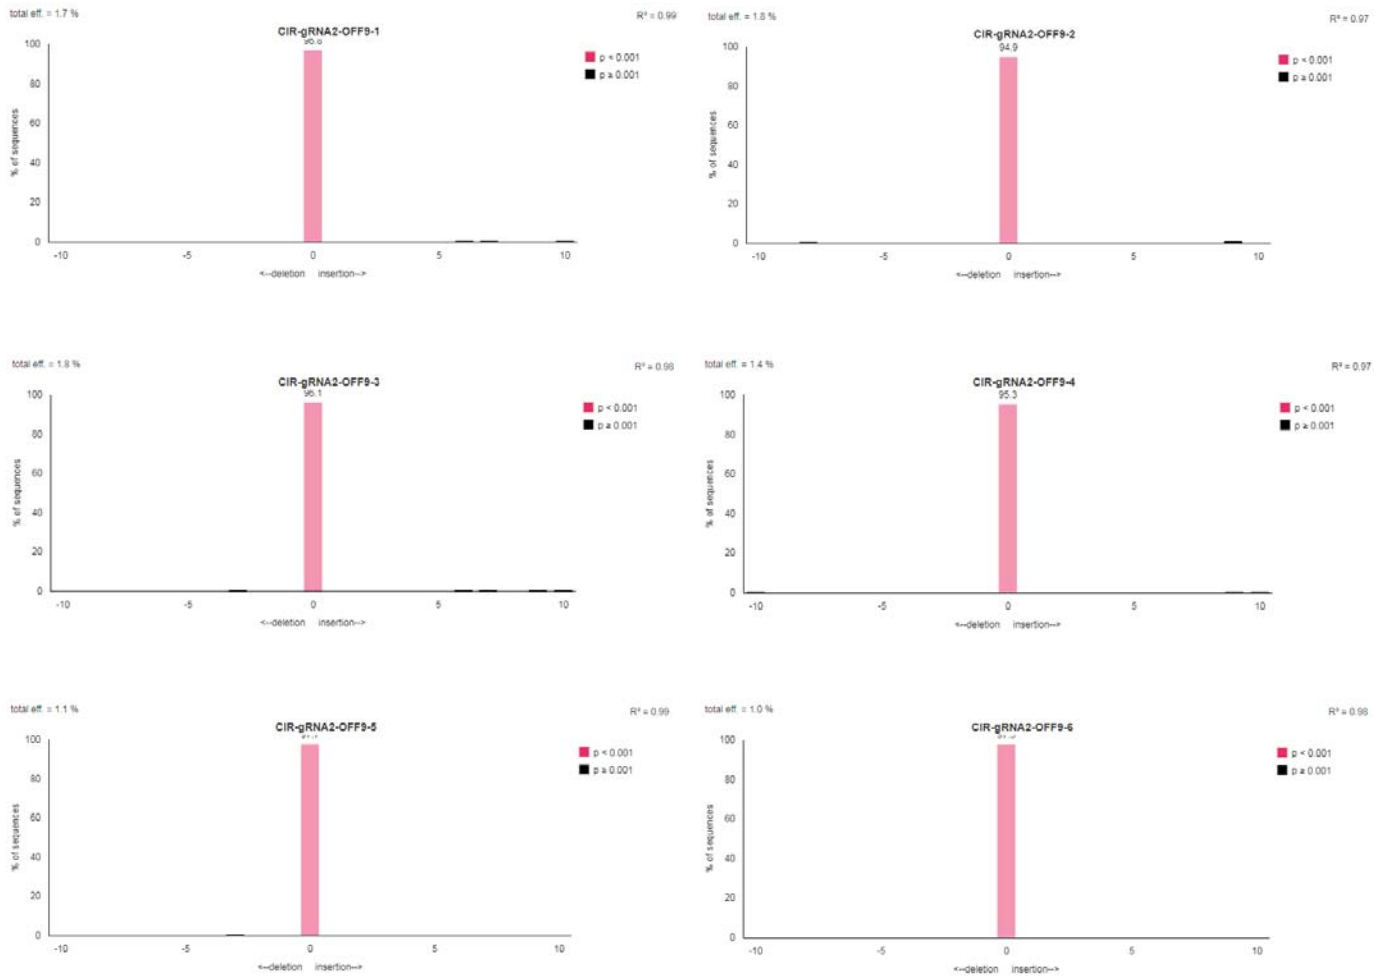 total eff. = 1.7 %
R² = 0.99
CIR-gRNA2-OFF9-1
p < 0.001
p ≥ 0.001
% of sequences
100
80
60
40
20
0
-10 -5 0 5 10
<--deletion insertion-->
total eff. = 1.8 %
R² = 0.97
CIR-gRNA2-OFF9-2
94.9
p < 0.001
p ≥ 0.001
% of sequences
100
80
60
40
20
0
-10 -5 0 5 10
<--deletion insertion-->
total eff. = 1.8 %
R² = 0.98
CIR-gRNA2-OFF9-3
96.1
p < 0.001
p ≥ 0.001
% of sequences
100
80
60
40
20
0
-10 -5 0 5 10
<--deletion insertion-->
total eff. = 1.4 %
R² = 0.97
CIR-gRNA2-OFF9-4
95.3
p < 0.001
p ≥ 0.001
% of sequences
100
80
60
40
20
0
-10 -5 0 5 10
<--deletion insertion-->
total eff. = 1.1 %
R² = 0.99
CIR-gRNA2-OFF9-5
p < 0.001
p ≥ 0.001
% of sequences
100
80
60
40
20
0
-10 -5 0 5 10
<--deletion insertion-->
total eff. = 1.0 %
R² = 0.98
CIR-gRNA2-OFF9-6
p < 0.001
p ≥ 0.001
% of sequences
100
80
60
40
20
0
-10 -5 0 5 10
<--deletion insertion-->